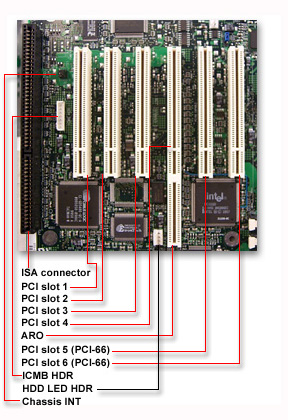 intel
ISA connector
PCI slot 1
PCI slot 2
PCI slot 3
PCI slot 4
ARO
PCI slot 5 (PCI-66)
PCI slot 6 (PCI-66)
ICMB HDR
HDD LED HDR
Chassis INT